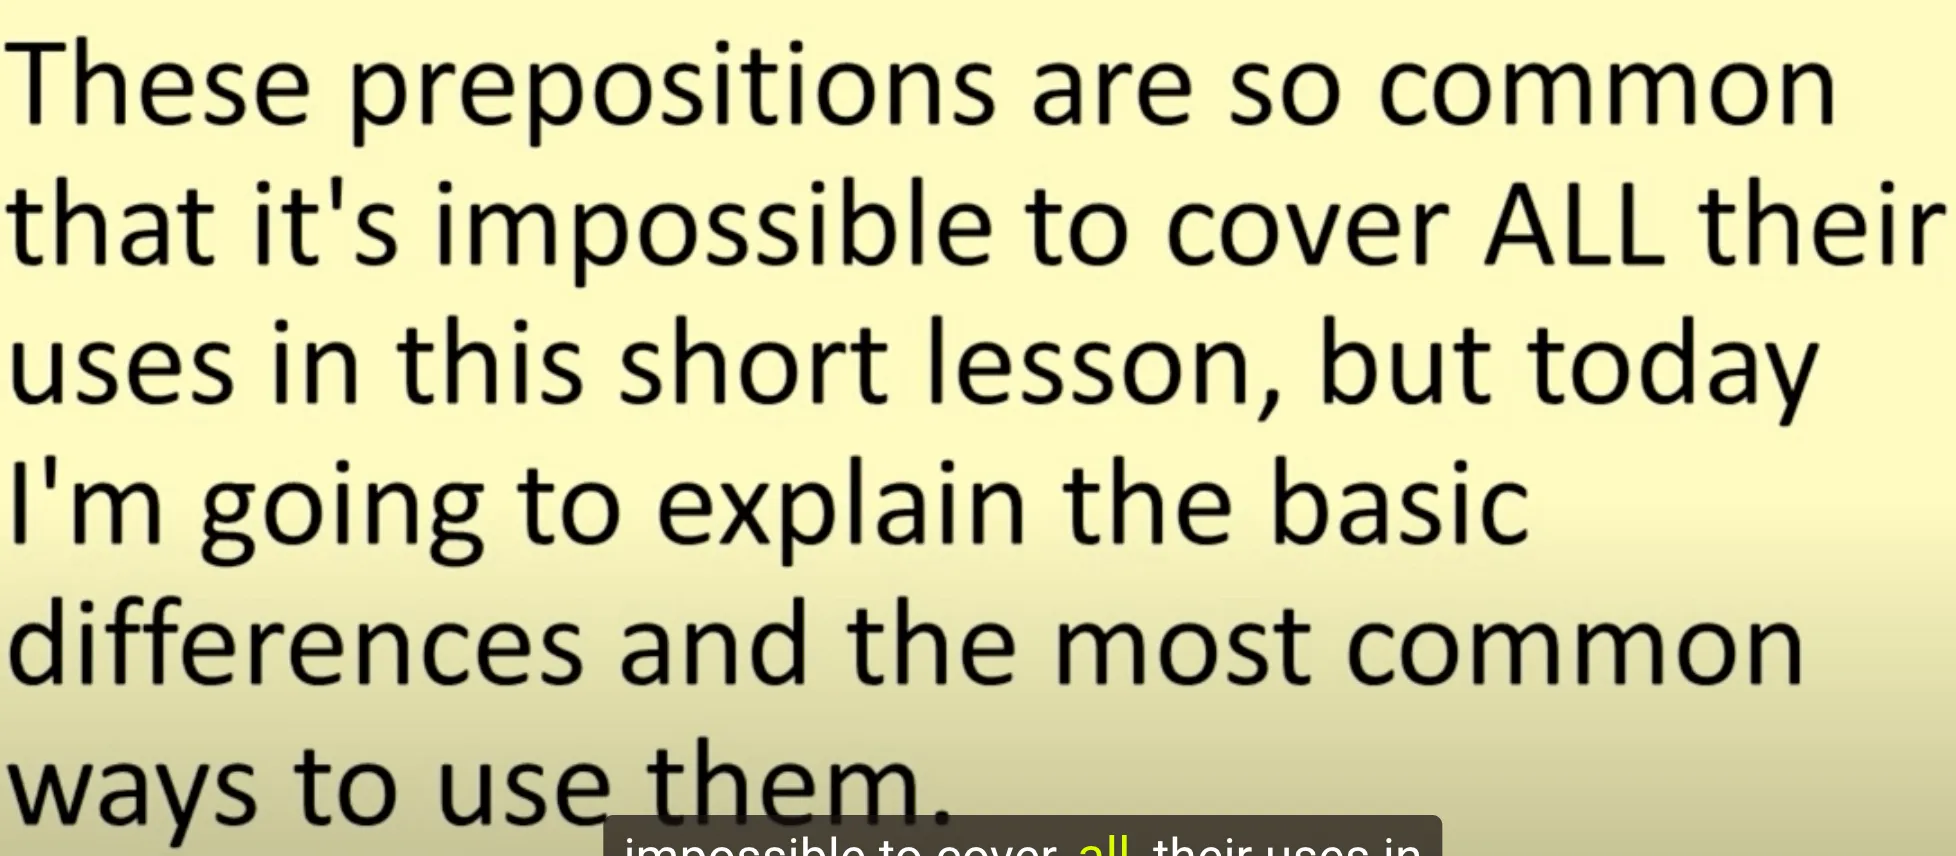 These prepositions are so common
that it's impossible to cover ALL their
uses in this short lesson, but today
I'm going to explain the basic
differences and the most common
ways to use them.
impossible to cover all their uses in